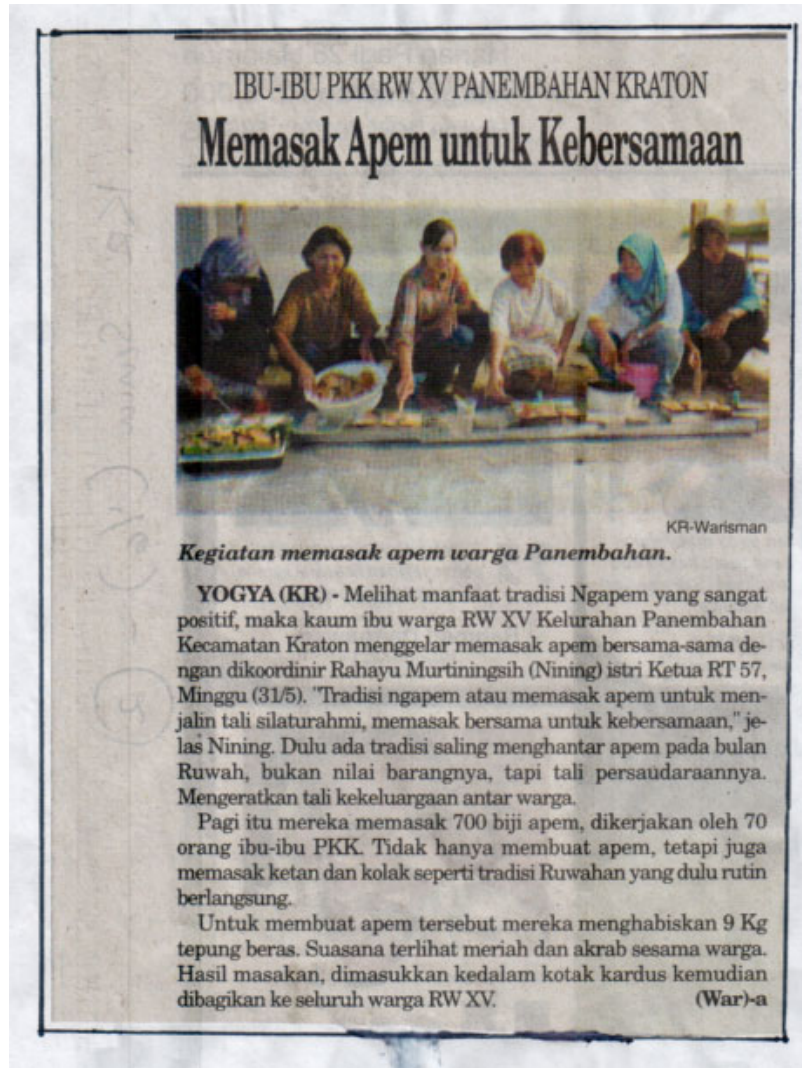 IBU-IBU PKK RW XV PANEMBAHAN KRATON
Memasak Apem untuk Kebersamaan
KR-Warisman
Kegiatan memasak apem warga Panembahan.
YOGYA (KR) - Melihat manfaat tradisi Ngapem yang sangat
positif, maka kaum ibu warga RW XV Kelurahan Panembahan
Kecamatan Kraton menggelar memasak apem bersama-sama de-
ngan dikoordinir Rahayu Murtiningsih (Nining) istri Ketua RT 57,
Minggu (31/5). "Tradisi ngapem atau memasak apem untuk men-
jalin tali silaturahmi, memasak bersama untuk kebersamaan," je-
las Nining. Dulu ada tradisi saling menghantar apem pada bulan
Ruwah, bukan nilai barangnya, tapi tali persaudaraannya.
Mengeratkan tali kekeluargaan antar warga.
Pagi itu mereka memasak 700 biji apem, dikerjakan oleh 70
orang ibu-ibu PKK. Tidak hanya membuat apem, tetapi juga
memasak ketan dan kolak seperti tradisi Ruwahan yang dulu rutin
berlangsung.
Untuk membuat apem tersebut mereka menghabiskan 9 Kg
tepung beras. Suasana terlihat meriah dan akrab sesama warga.
Hasil masakan, dimasukkan kedalam kotak kardus kemudian
dibagikan ke seluruh warga RW XV. (War)-a